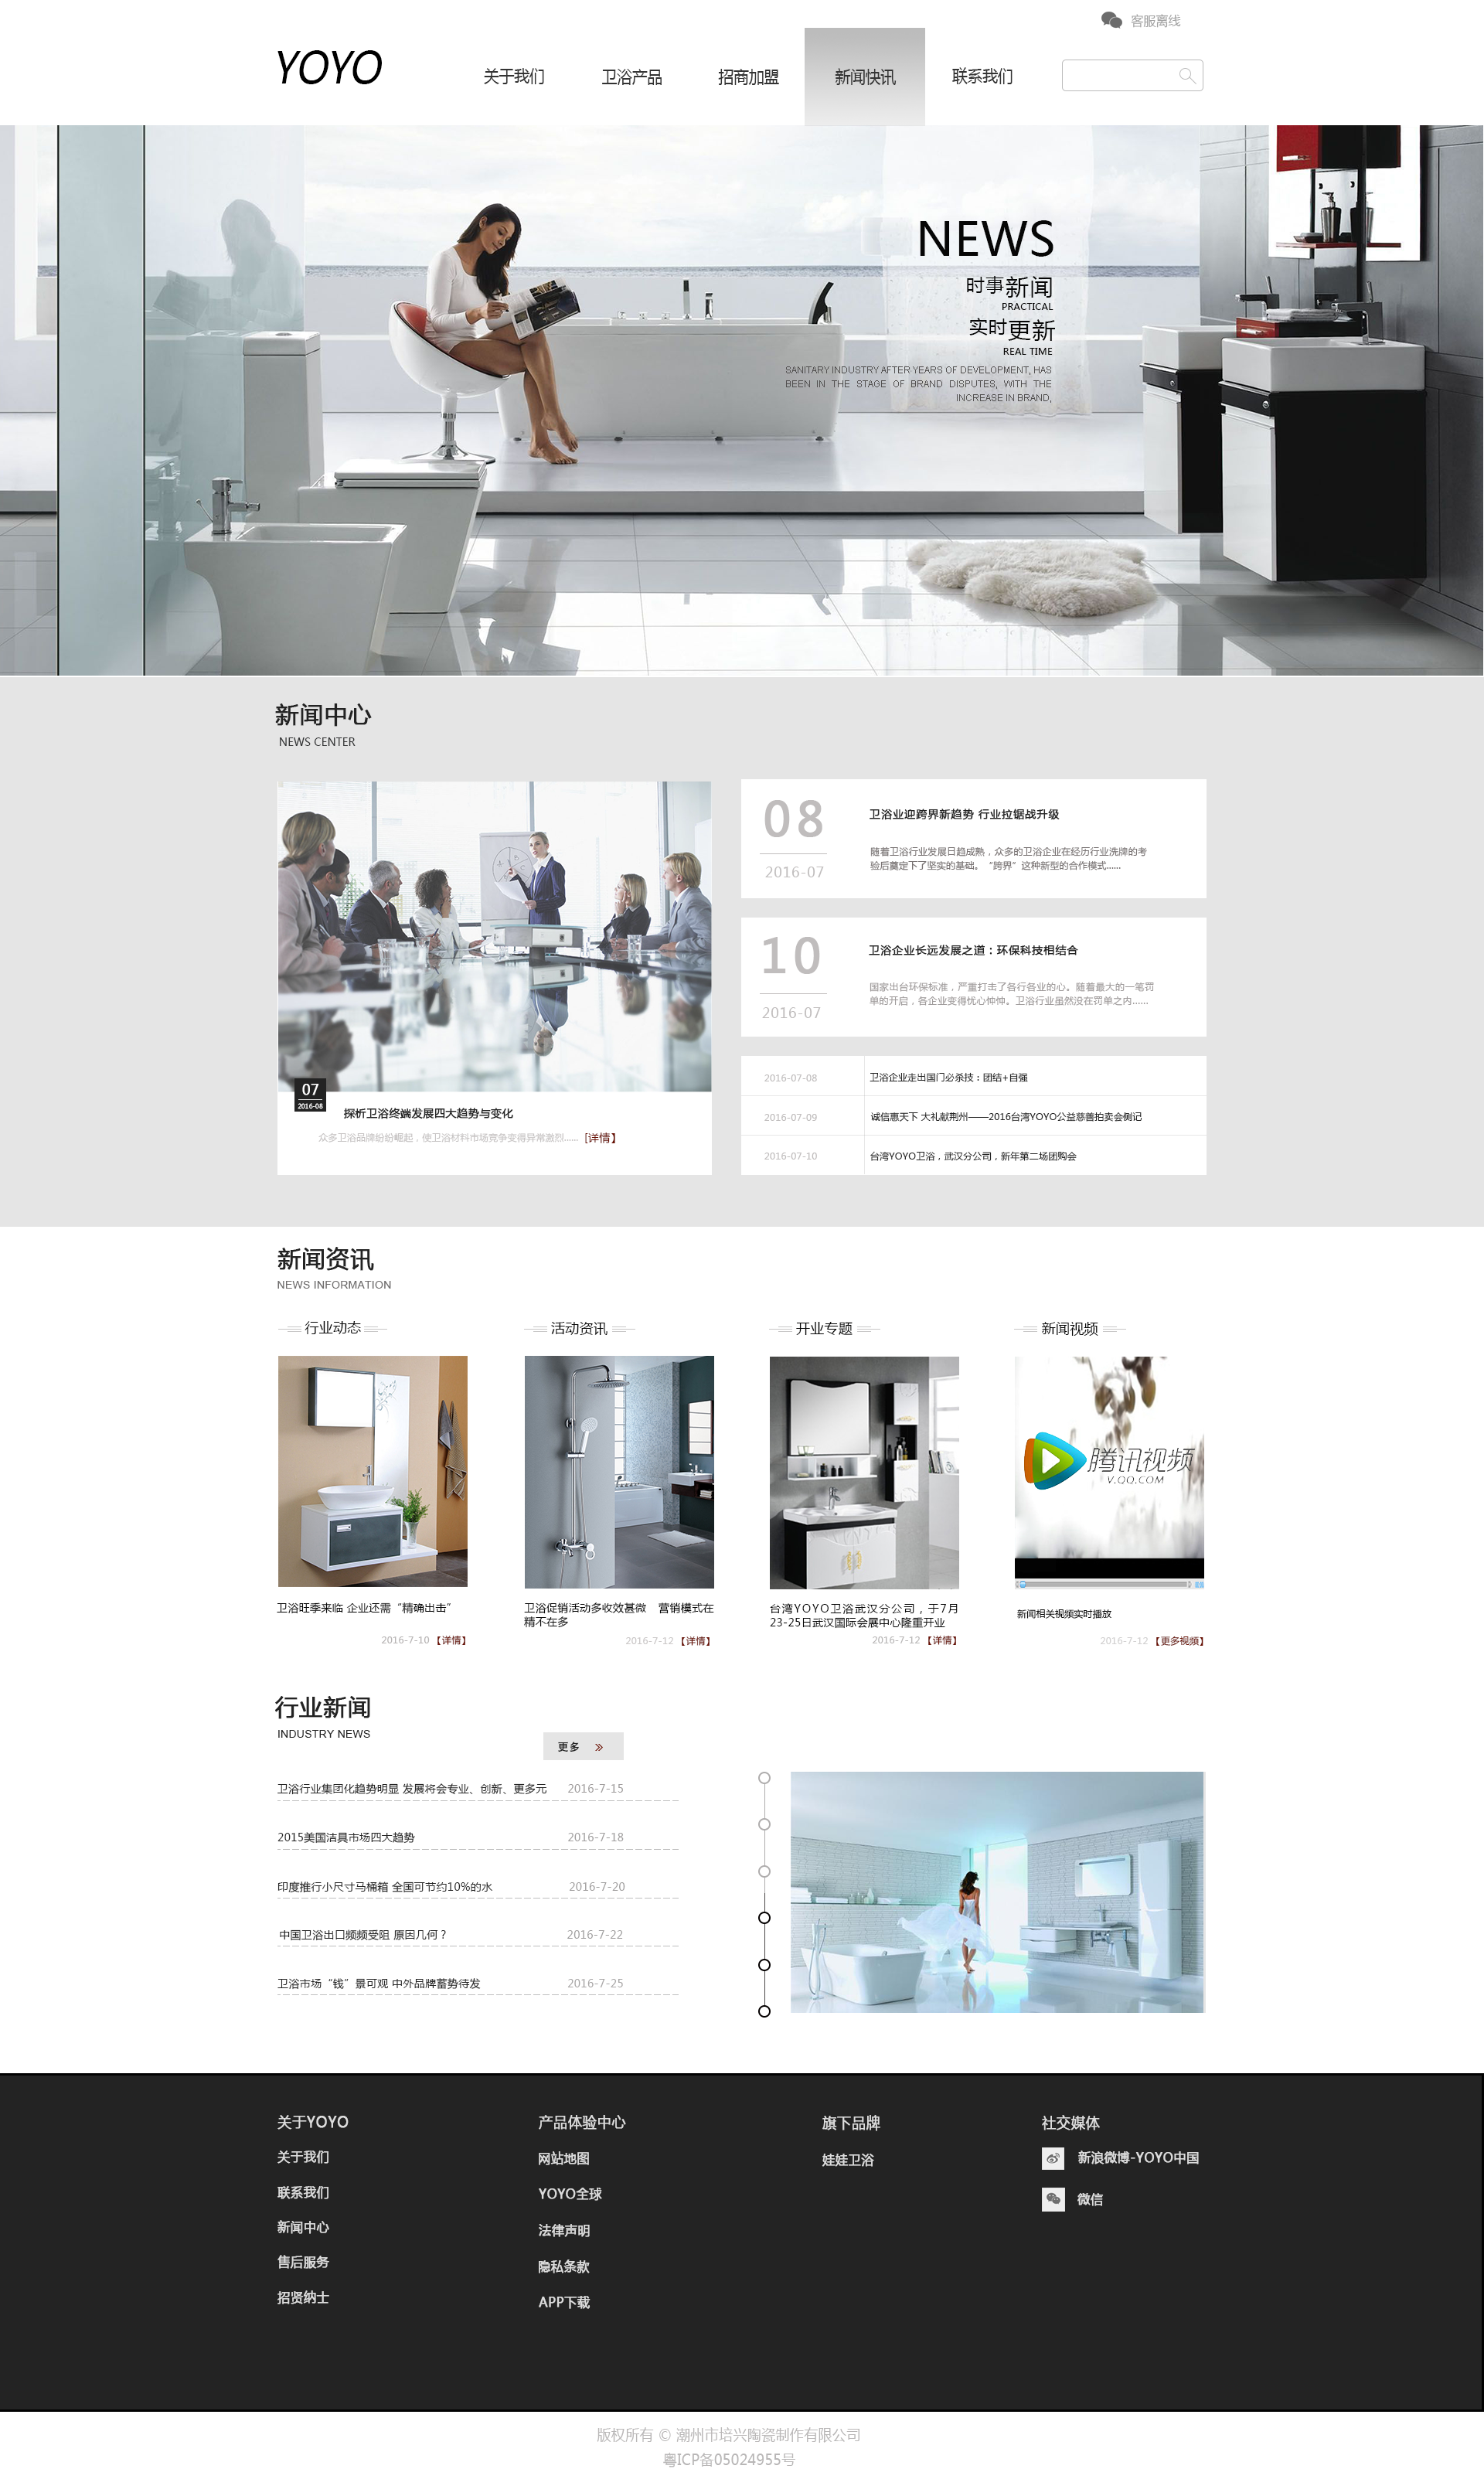 客服离线
YOYO
关于我们
卫浴产品
招商加盟
新闻快讯
联系我们
NEWS
时事新闻
PRACTICAL
实时更新
REAL TIME
SANITARY INDUSTRY AFTER YEARS OF DEVELOPMENT, HAS
BEEN IN THE STAGE OF BRAND DISPUTES, WITH THE
INCREASE IN BRAND,
新闻中心
NEWS CENTER
07
2016-08
探析卫浴终端发展四大趋势与变化
众多卫浴品牌纷纷崛起，使卫浴材料市场竞争变得异常激烈...... [详情】
08
2016-07
卫浴业迎跨界新趋势 行业拉锯战升级
随着卫浴行业发展日趋成熟，众多的卫浴企业在经历行业洗牌的考
验后奠定下了坚实的基础。“跨界”这种新型的合作模式......
10
2016-07
卫浴企业长远发展之道：环保科技相结合
国家出台环保标准，严重打击了各行各业的心。随着最大的一笔罚
单的开启，各企业变得忧心忡忡。卫浴行业虽然没在罚单之内......
2016-07-08 卫浴企业走出国门必杀技：团结+自强
2016-07-09 诚信惠天下 大礼献荆州——2016台湾YOYO公益慈善拍卖会侧记
2016-07-10 台湾YOYO卫浴，武汉分公司，新年第二场团购会
新闻资讯
NEWS INFORMATION
行业动态
活动资讯
开业专题
新闻视频
腾讯视频
V.QQ.COM
卫浴旺季来临 企业还需“精确出击”
2016-7-10 【详情】
卫浴促销活动多收效甚微 营销模式在
精不在多
2016-7-12 【详情】
台湾YOYO卫浴武汉分公司，于7月
23-25日武汉国际会展中心隆重开业
2016-7-12 【详情】
新闻相关视频实时播放
2016-7-12 【更多视频】
行业新闻
INDUSTRY NEWS
更多 »
卫浴行业集团化趋势明显 发展将会专业、创新、更多元 2016-7-15
2015美国洁具市场四大趋势 2016-7-18
印度推行小尺寸马桶箱 全国可节约10%的水 2016-7-20
中国卫浴出口频频受阻 原因几何？ 2016-7-22
卫浴市场“钱”景可观 中外品牌蓄势待发 2016-7-25
关于YOYO
关于我们
联系我们
新闻中心
售后服务
招贤纳士
产品体验中心
网站地图
YOYO全球
法律声明
隐私条款
APP下载
旗下品牌
娃娃卫浴
社交媒体
新浪微博-YOYO中国
微信
版权所有 © 潮州市培兴陶瓷制作有限公司
粤ICP备05024955号